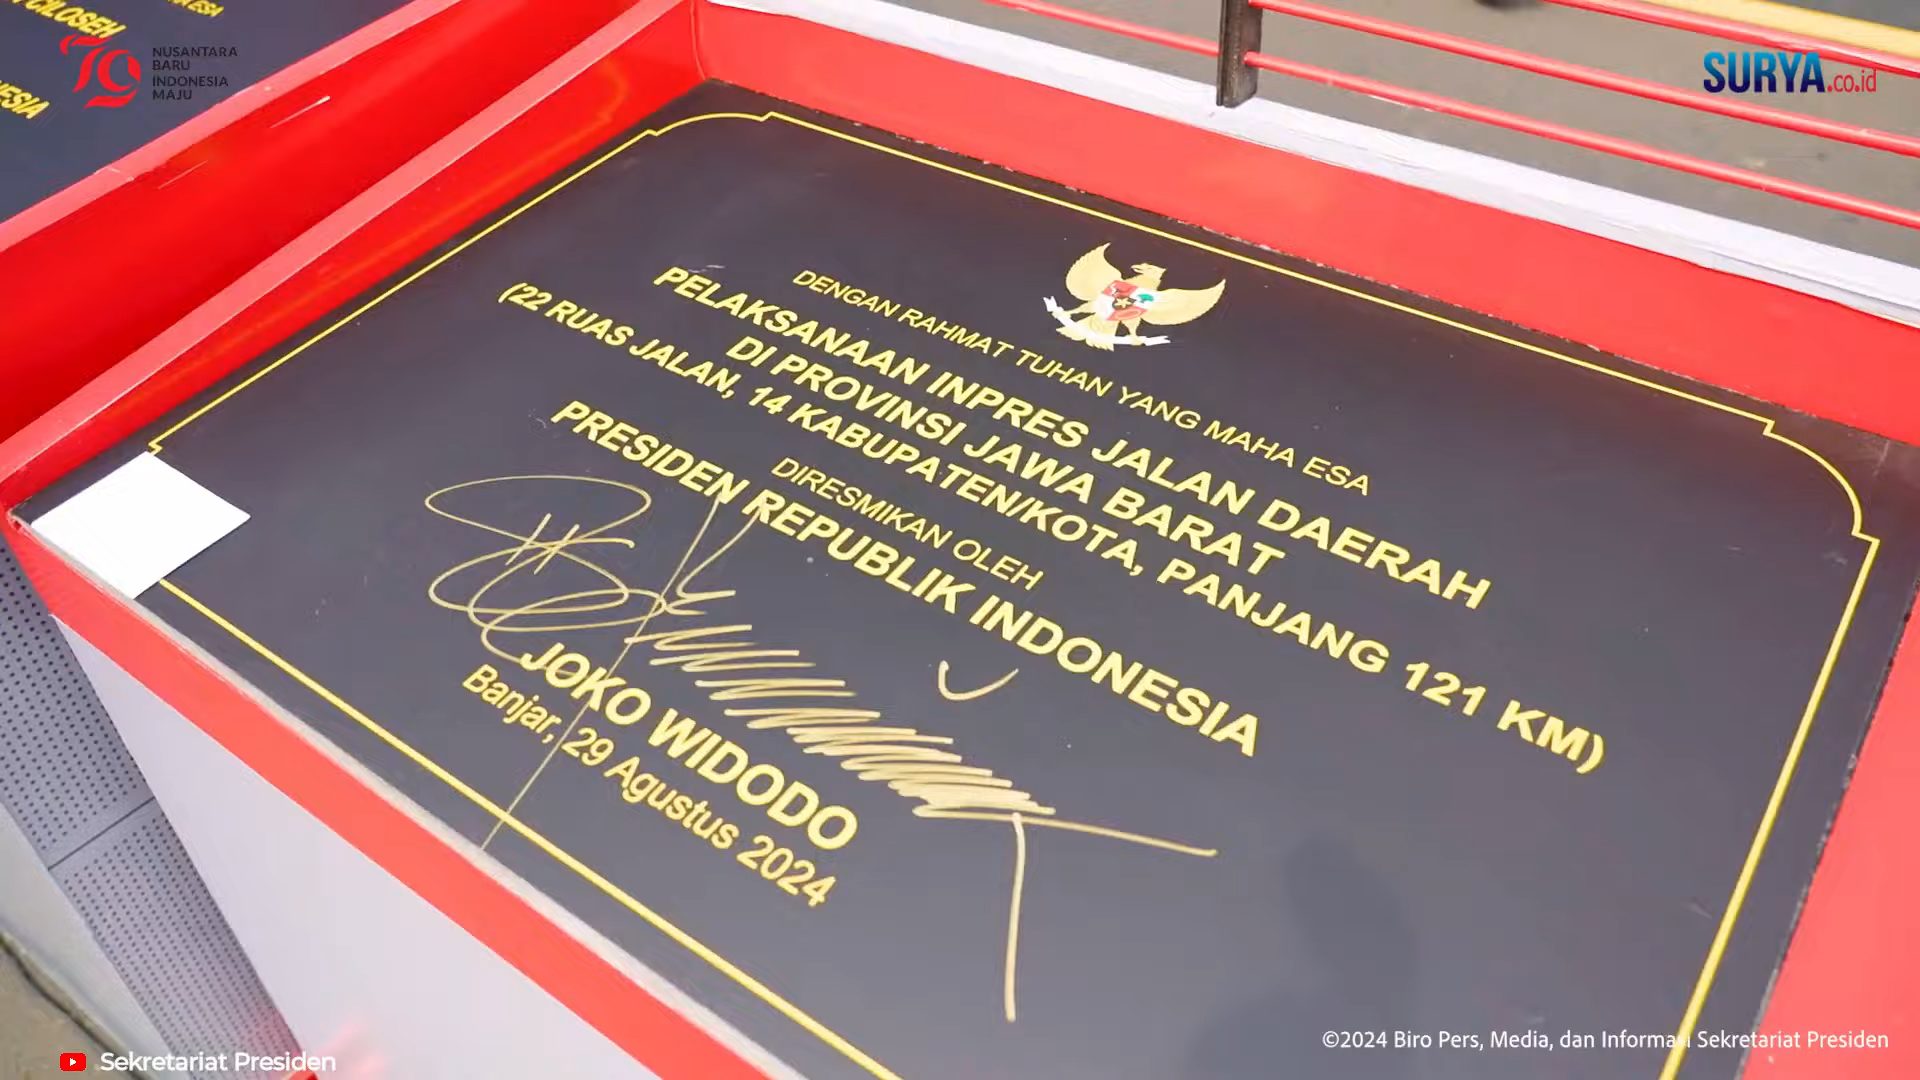 CILOSEH
ESA
NUSANTARA
BARU
INDONESIA
MAJU
SURYA.co.id
DENGAN RAHMAT TUHAN YANG MAHA ESA
PELAKSANAAN INPRES JALAN DAERAH
DI PROVINSI JAWA BARAT
(22 RUAS JALAN, 14 KABUPATEN/KOTA, PANJANG 121 KM)
DIRESMIKAN OLEH
PRESIDEN REPUBLIK INDONESIA
JOKO WIDODO
Banjar, 29 Agustus 2024
©2024 Biro Pers, Media, dan Informasi Sekretariat Presiden
Sekretariat Presiden